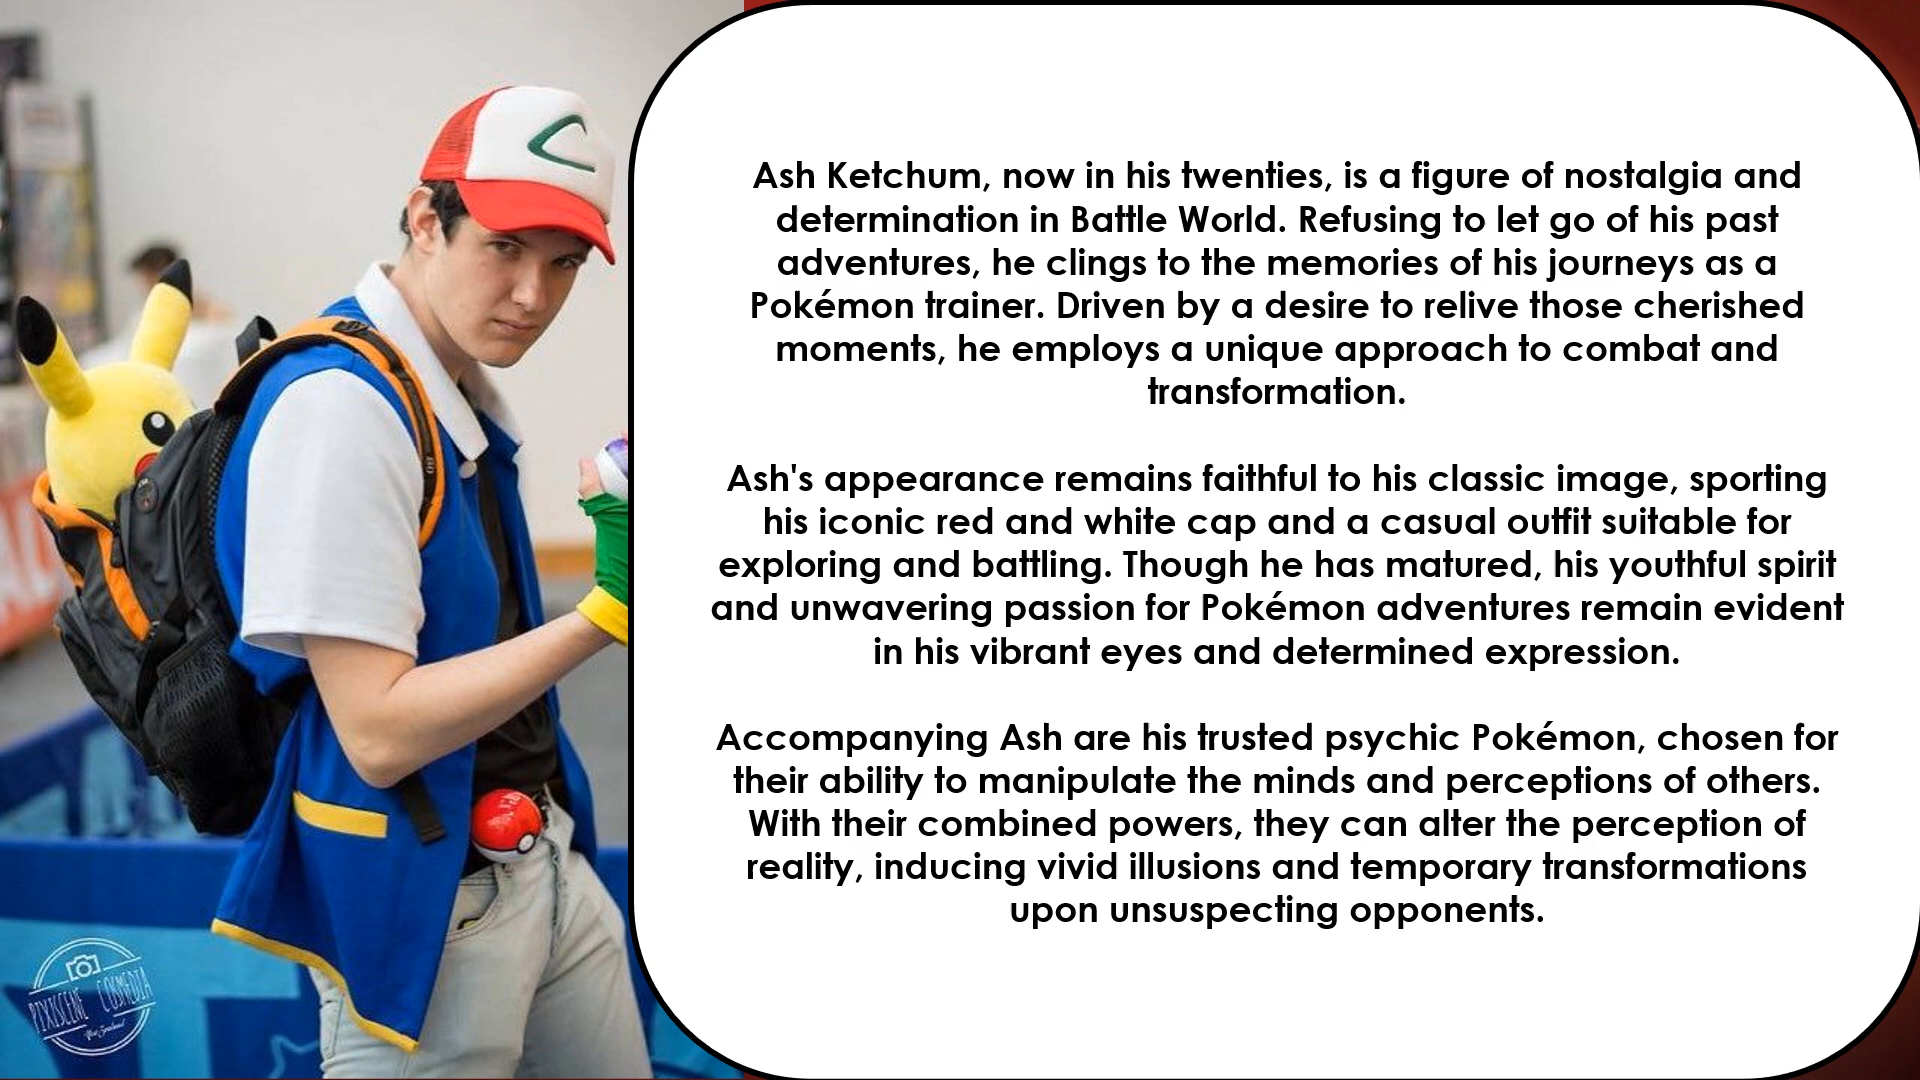 Ash Ketchum, now in his twenties, is a figure of nostalgia and
determination in Battle World. Refusing to let go of his past
adventures, he clings to the memories of his journeys as a
Pokémon trainer. Driven by a desire to relive those cherished
moments, he employs a unique approach to combat and
transformation.
Ash's appearance remains faithful to his classic image, sporting
his iconic red and white cap and a casual outfit suitable for
exploring and battling. Though he has matured, his youthful spirit
and unwavering passion for Pokémon adventures remain evident
in his vibrant eyes and determined expression.
Accompanying Ash are his trusted psychic Pokémon, chosen for
their ability to manipulate the minds and perceptions of others.
With their combined powers, they can alter the perception of
reality, inducing vivid illusions and temporary transformations
upon unsuspecting opponents.
PIXISCENE COSMEDIA
New Zealand